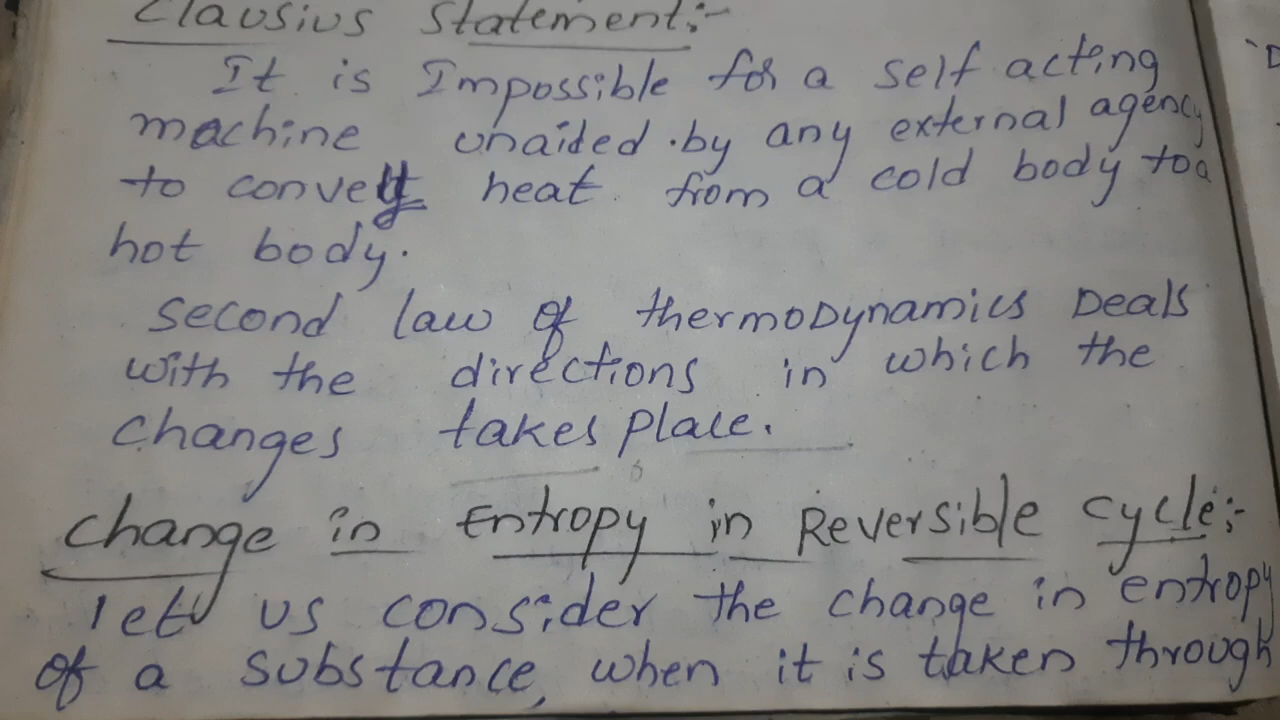 Clausius Statement:-
It is Impossible for a self acting
machine unaided by any external agency
to convey heat from a cold body to a
hot body.
Second law of thermoDynamics Deals
with the directions in which the
changes takes place.
Change in Entropy in Reversible Cycle:-
let us consider the change in entropy
of a substance, when it is taken through